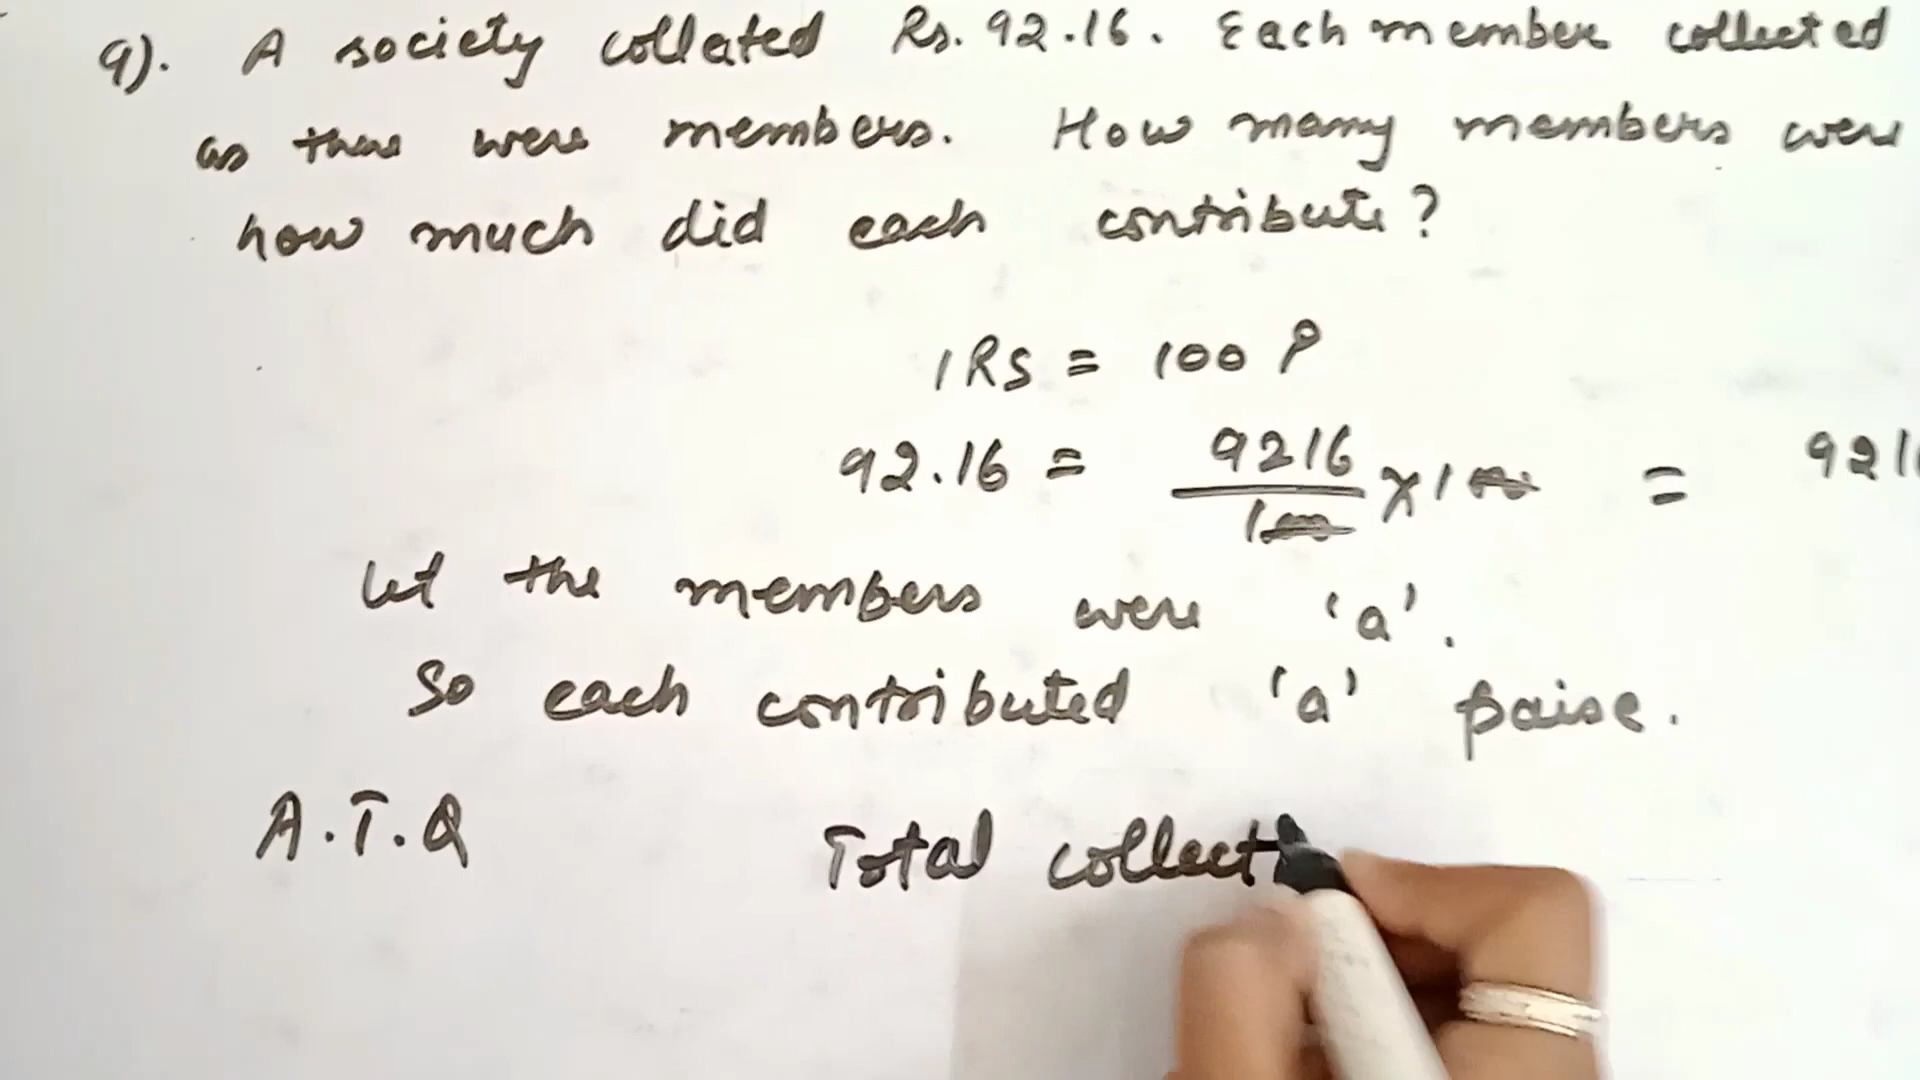 9). A society collated Rs. 92.16. Each member collected
as there were members. How many members were
how much did each contribute?
1 RS = 100 P
92.16 = 9216/100 x 100 = 921
Let the members were 'a'.
So each contributed 'a' paise.
A.T.Q Total collect